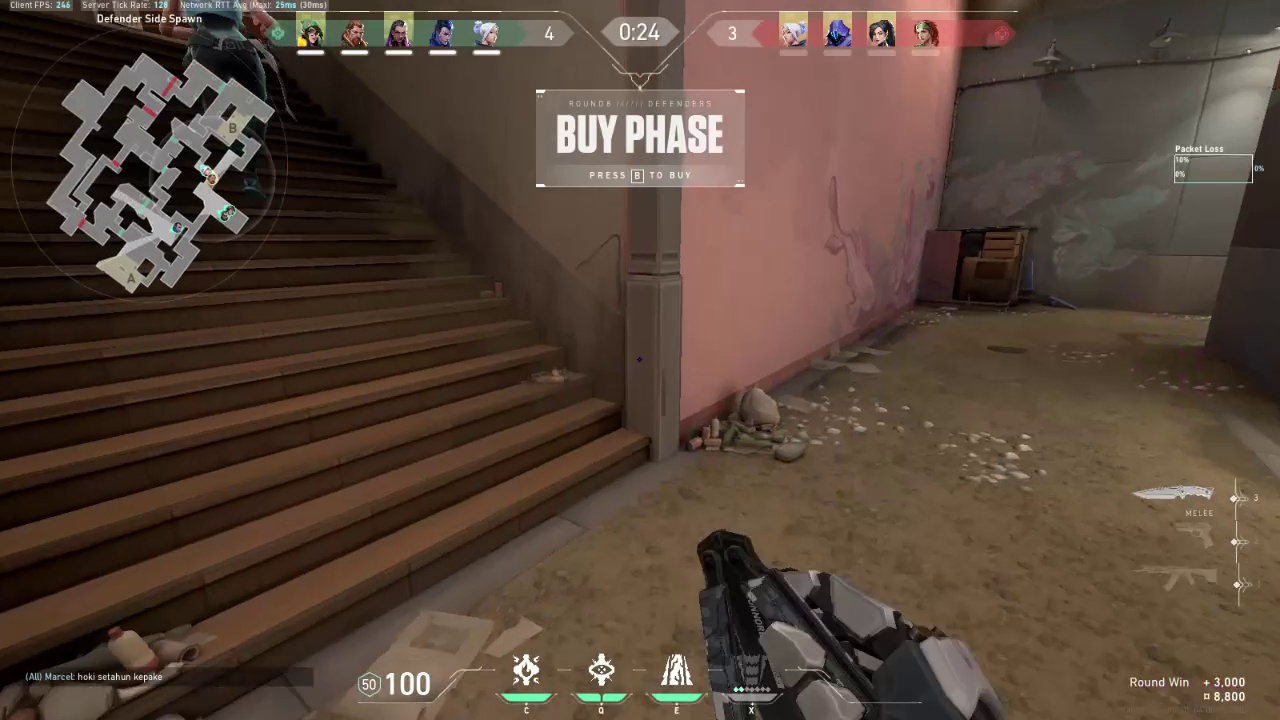 Client FPS: 246 Server Tick Rate: 128 Network RTT Avg (Max): 25ms (30ms)
Defender Side Spawn
4 0:24 3
ROUND 8 ////// DEFENDERS
BUY PHASE
PRESS B TO BUY
B
A
Packet Loss
10%
0%
0%
3
MELEE
(All) Marcel: hoki setahun kepake
50 100
C Q E X
Round Win + 3,000
¤ 8,800